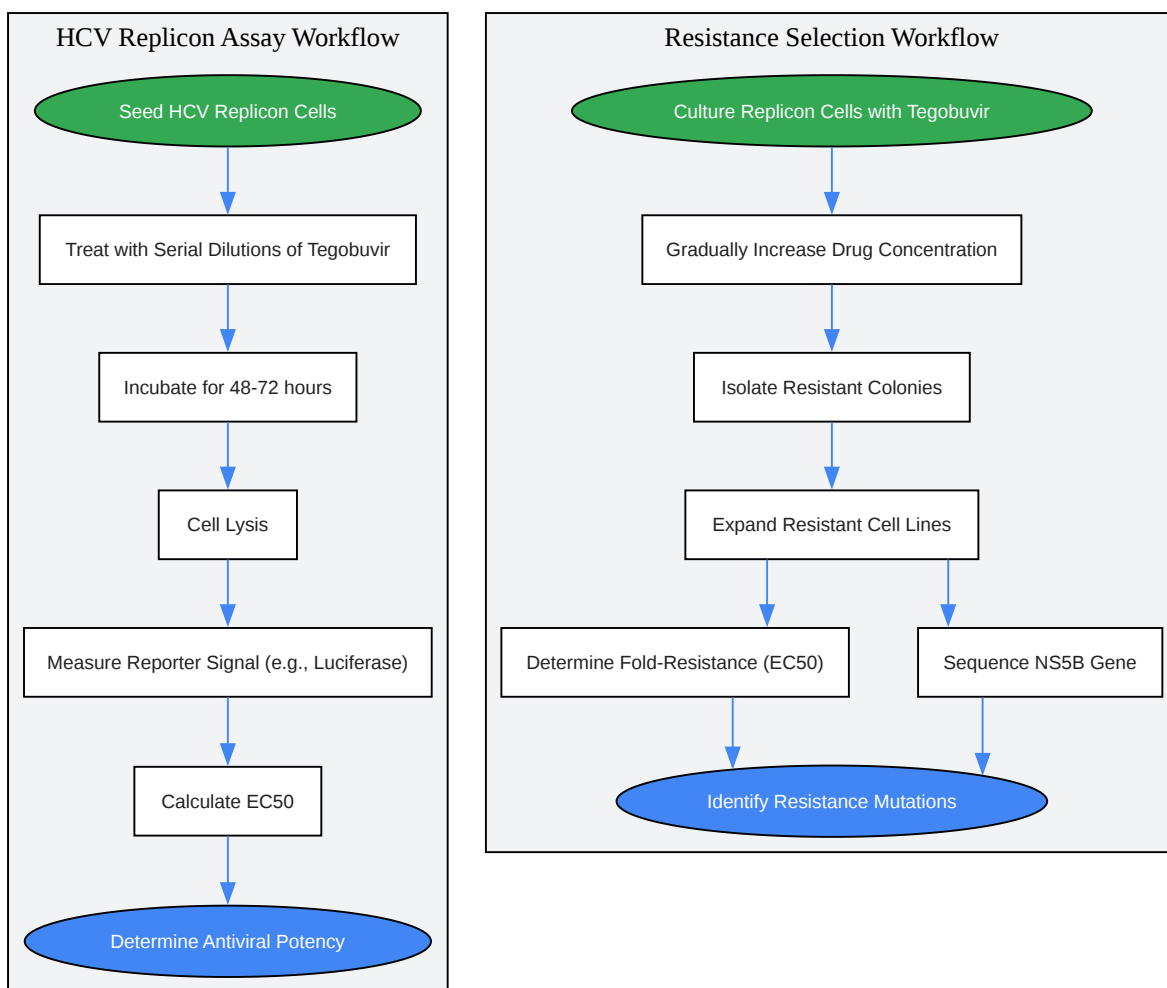 HCV Replicon Assay Workflow
Seed HCV Replicon Cells
Treat with Serial Dilutions of Tegobuvir
Incubate for 48-72 hours
Cell Lysis
Measure Reporter Signal (e.g., Luciferase)
Calculate EC50
Determine Antiviral Potency
Resistance Selection Workflow
Culture Replicon Cells with Tegobuvir
Gradually Increase Drug Concentration
Isolate Resistant Colonies
Expand Resistant Cell Lines
Determine Fold-Resistance (EC50)
Sequence NS5B Gene
Identify Resistance Mutations